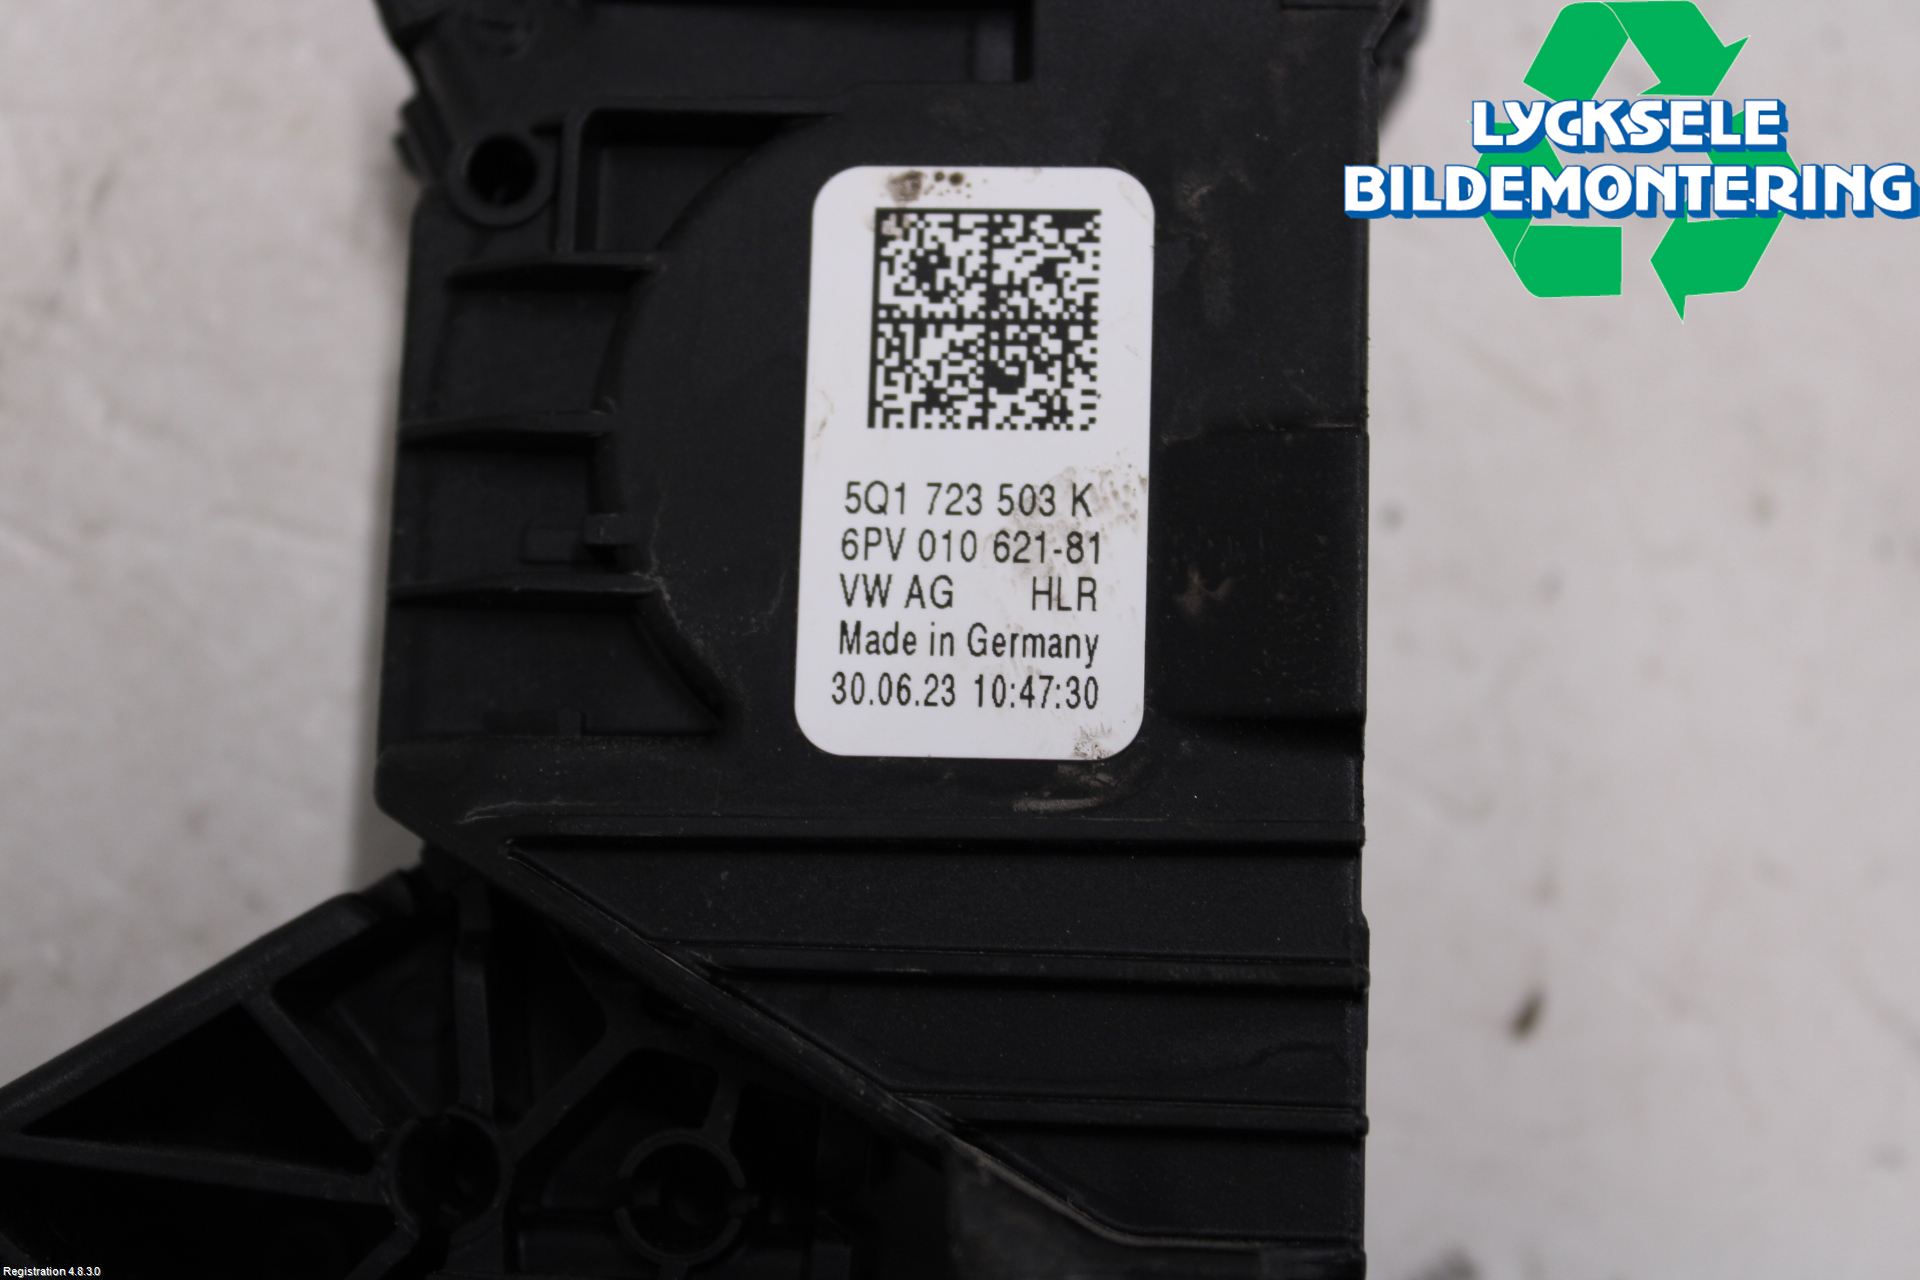 LYCKSELE
BILDEMONTERING
5Q1 723 503 K
6PV 010 621-81
VW AG HLR
Made in Germany
30.06.23 10:47:30
Registration 4.8.3.0